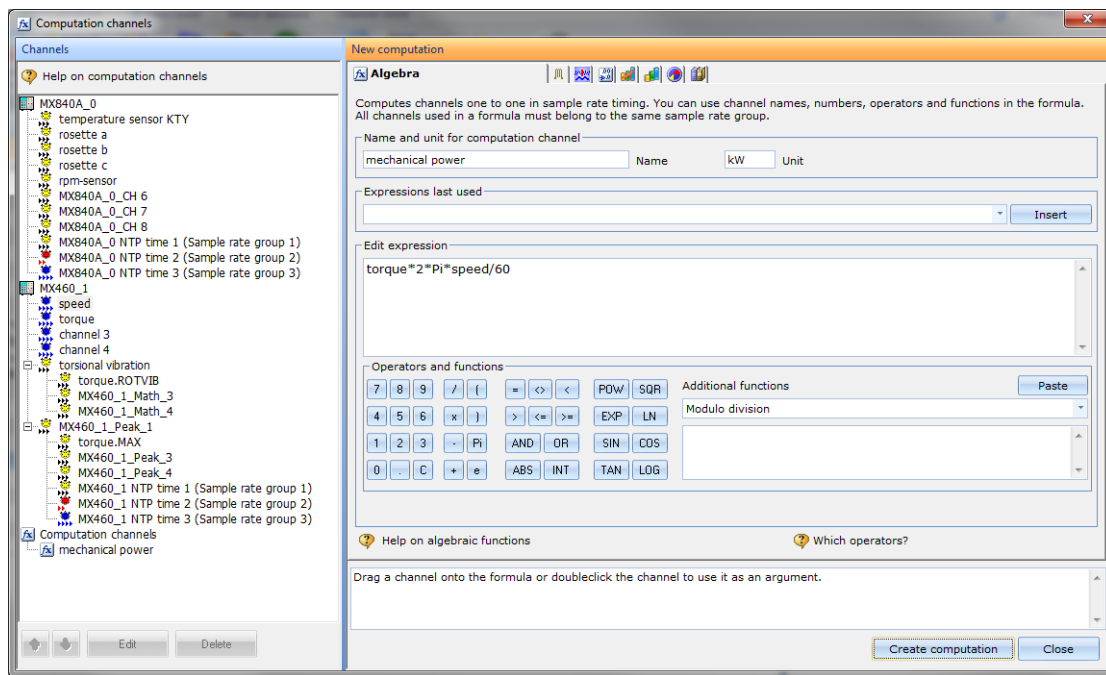 Computation channels
Channels
Help on computation channels
MX840A_0
temperature sensor KTY
rosette a
rosette b
rosette c
rpm-sensor
MX840A_0_CH 6
MX840A_0_CH 7
MX840A_0_CH 8
MX840A_0 NTP time 1 (Sample rate group 1)
MX840A_0 NTP time 2 (Sample rate group 2)
MX840A_0 NTP time 3 (Sample rate group 3)
MX460_1
speed
torque
channel 3
channel 4
torsional vibration
torque.ROTVIB
MX460_1_Math_3
MX460_1_Math_4
MX460_1_Peak_1
torque.MAX
MX460_1_Peak_3
MX460_1_Peak_4
MX460_1 NTP time 1 (Sample rate group 1)
MX460_1 NTP time 2 (Sample rate group 2)
MX460_1 NTP time 3 (Sample rate group 3)
Computation channels
mechanical power
Edit Delete
New computation
Algebra
Computes channels one to one in sample rate timing. You can use channel names, numbers, operators and functions in the formula.
All channels used in a formula must belong to the same sample rate group.
Name and unit for computation channel
mechanical power Name kW Unit
Expressions last used
Insert
Edit expression
torque*2*Pi*speed/60
Operators and functions
7 8 9 / ( = <> < POW SQR
4 5 6 x ) > <= >= EXP LN
1 2 3 - Pi AND OR SIN COS
0 . C + e ABS INT TAN LOG
Additional functions Paste
Modulo division
Help on algebraic functions Which operators?
Drag a channel onto the formula or doubleclick the channel to use it as an argument.
Create computation Close